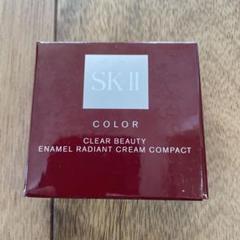 SK II
COLOR
CLEAR BEAUTY
ENAMEL RADIANT CREAM COMPACT